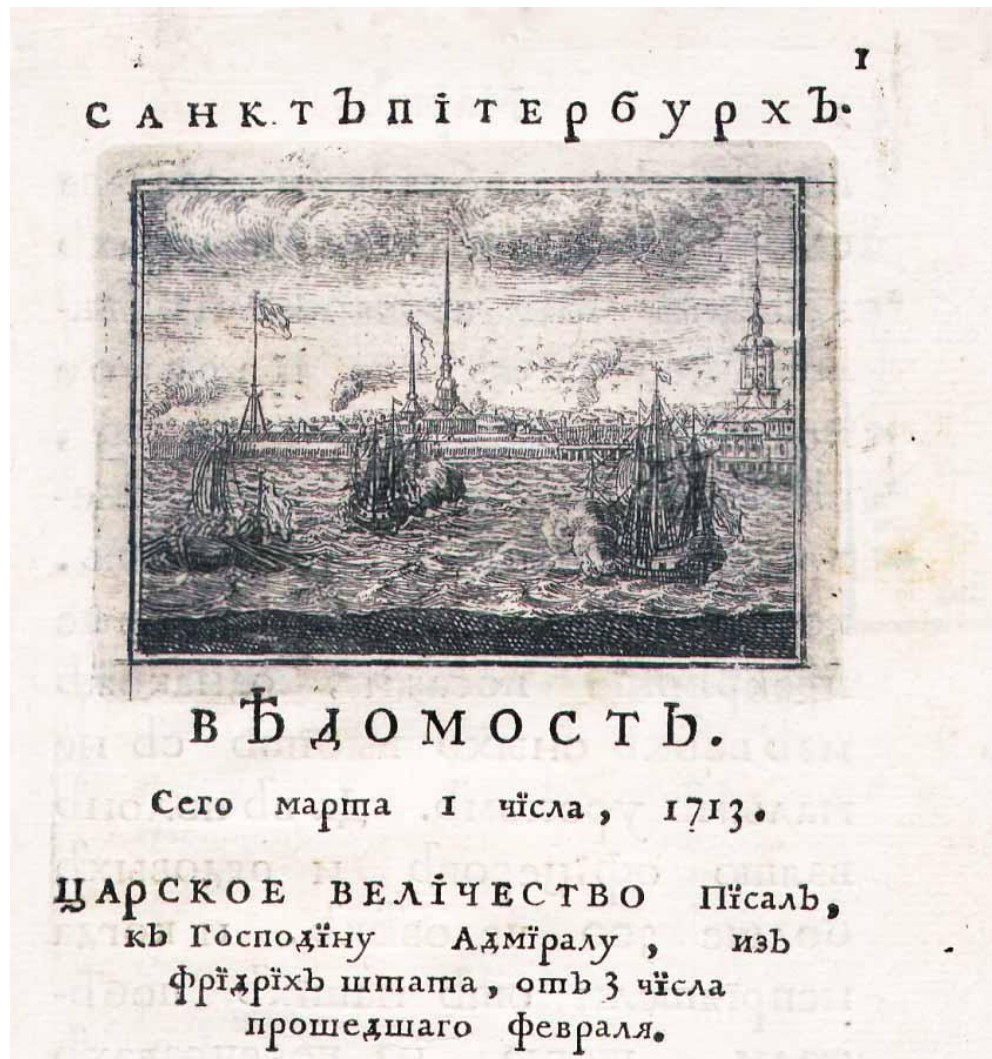 1
САНКТЪПІТЕРБУРХЪ.
ВѢДОМОСТЬ.
Сего марта 1 чїсла, 1713.
ЦАРСКОЕ ВЕЛІЧЕСТВО Пїсалъ,
къ Господїну Адмїралу, изъ
фрїдрїхъ штата, отъ 3 чїсла
прошедшаго февраля.